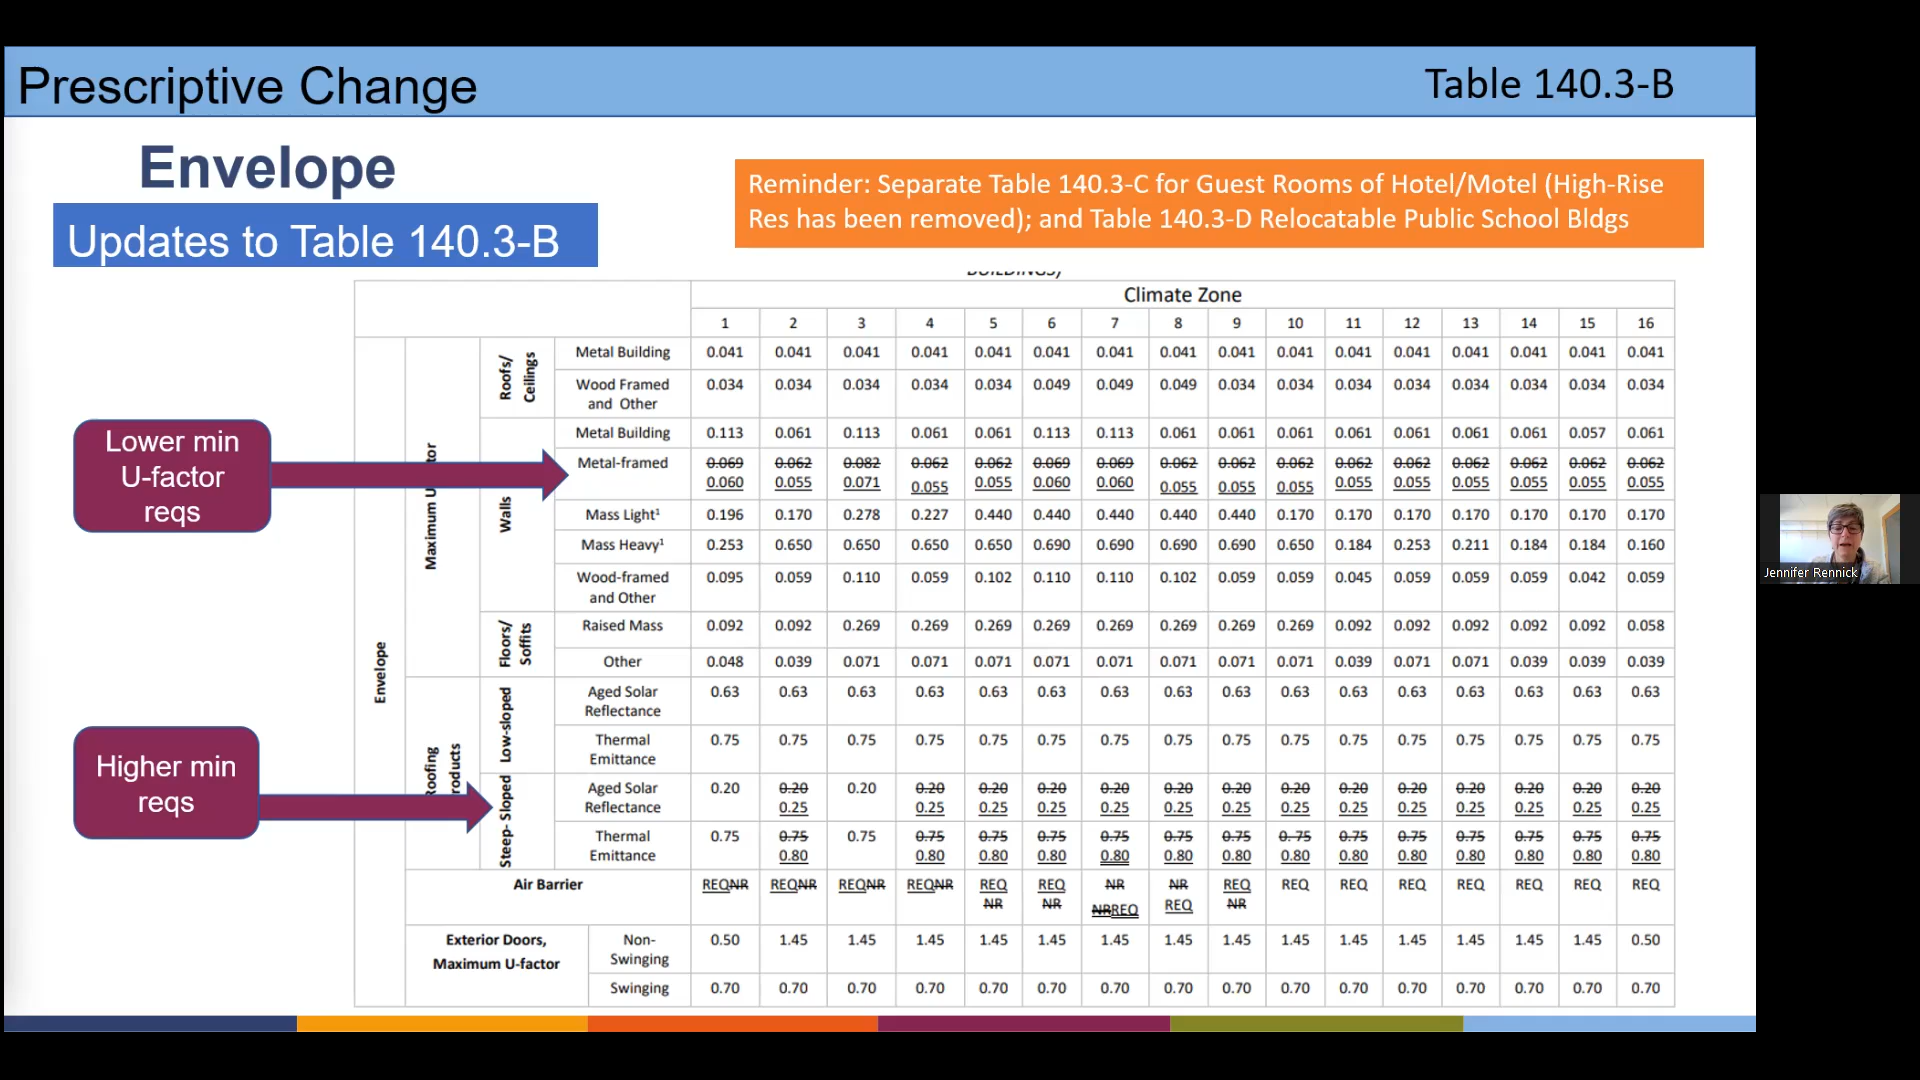 Prescriptive Change
Table 140.3-B
Envelope
Updates to Table 140.3-B
Reminder: Separate Table 140.3-C for Guest Rooms of Hotel/Motel (High-Rise
Res has been removed); and Table 140.3-D Relocatable Public School Bldgs
BUILDINGS)
Climate Zone
1 2 3 4 5 6 7 8 9 10 11 12 13 14 15 16
Envelope
Maximum U
tor
Roofs/
Ceilings
Metal Building 0.041 0.041 0.041 0.041 0.041 0.041 0.041 0.041 0.041 0.041 0.041 0.041 0.041 0.041 0.041 0.041
Wood Framed 0.034 0.034 0.034 0.034 0.034 0.049 0.049 0.049 0.034 0.034 0.034 0.034 0.034 0.034 0.034 0.034
and Other
Lower min
U-factor
reqs
Walls
Metal Building 0.113 0.061 0.113 0.061 0.061 0.113 0.113 0.061 0.061 0.061 0.061 0.061 0.061 0.061 0.057 0.061
Metal-framed 0.069 0.062 0.082 0.062 0.062 0.069 0.069 0.062 0.062 0.062 0.062 0.062 0.062 0.062 0.062 0.062
0.060 0.055 0.071 0.055 0.055 0.060 0.060 0.055 0.055 0.055 0.055 0.055 0.055 0.055 0.055 0.055
Mass Light¹ 0.196 0.170 0.278 0.227 0.440 0.440 0.440 0.440 0.440 0.170 0.170 0.170 0.170 0.170 0.170 0.170
Mass Heavy¹ 0.253 0.650 0.650 0.650 0.650 0.690 0.690 0.690 0.690 0.650 0.184 0.253 0.211 0.184 0.184 0.160
Wood-framed 0.095 0.059 0.110 0.059 0.102 0.110 0.110 0.102 0.059 0.059 0.045 0.059 0.059 0.059 0.042 0.059
and Other
Floors/
Soffits
Raised Mass 0.092 0.092 0.269 0.269 0.269 0.269 0.269 0.269 0.269 0.269 0.092 0.092 0.092 0.092 0.092 0.058
Other 0.048 0.039 0.071 0.071 0.071 0.071 0.071 0.071 0.071 0.071 0.039 0.071 0.071 0.039 0.039 0.039
Higher min
reqs
oofing
roducts
Low-sloped
Aged Solar 0.63 0.63 0.63 0.63 0.63 0.63 0.63 0.63 0.63 0.63 0.63 0.63 0.63 0.63 0.63 0.63
Reflectance
Thermal 0.75 0.75 0.75 0.75 0.75 0.75 0.75 0.75 0.75 0.75 0.75 0.75 0.75 0.75 0.75 0.75
Emittance
Steep- Sloped
Aged Solar 0.20 0.20 0.20 0.20 0.20 0.20 0.20 0.20 0.20 0.20 0.20 0.20 0.20 0.20 0.20 0.20
Reflectance 0.25 0.25 0.25 0.25 0.25 0.25 0.25 0.25 0.25 0.25 0.25 0.25 0.25 0.25
Thermal 0.75 0.75 0.75 0.75 0.75 0.75 0.75 0.75 0.75 0. 75 0.75 0.75 0.75 0.75 0.75 0.75
Emittance 0.80 0.80 0.80 0.80 0.80 0.80 0.80 0.80 0.80 0.80 0.80 0.80 0.80 0.80
Air Barrier REQNR REQNR REQNR REQNR REQ REQ NR NR REQ REQ REQ REQ REQ REQ REQ REQ
NR NR NRREQ REQ NR
Exterior Doors,
Maximum U-factor
Non- 0.50 1.45 1.45 1.45 1.45 1.45 1.45 1.45 1.45 1.45 1.45 1.45 1.45 1.45 1.45 0.50
Swinging
Swinging 0.70 0.70 0.70 0.70 0.70 0.70 0.70 0.70 0.70 0.70 0.70 0.70 0.70 0.70 0.70 0.70
Jennifer Rennick